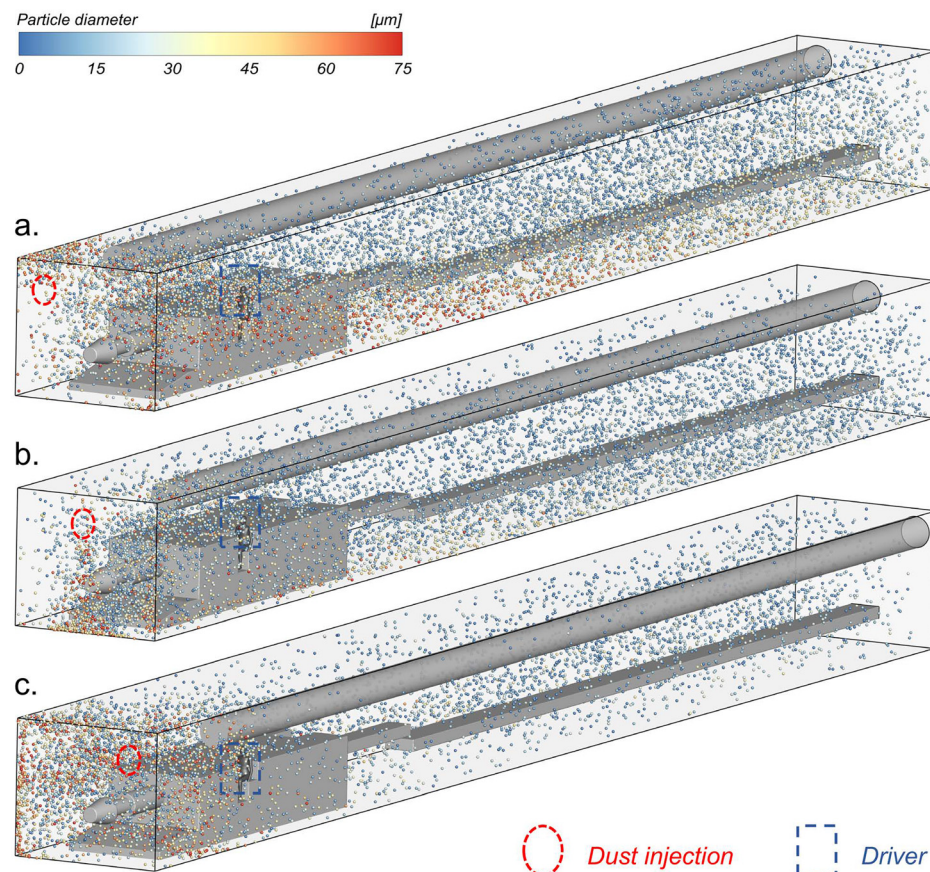 Particle diameter [μm]
0 15 30 45 60 75
a.
b.
c.
Dust injection Driver